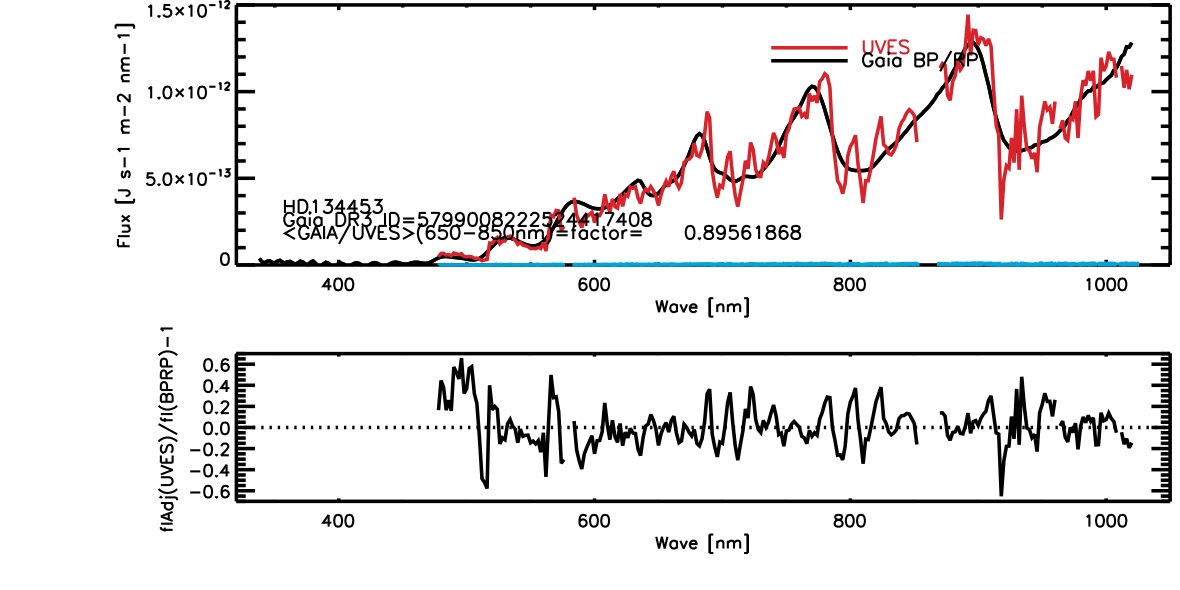 1.5×10−12
1.0×10−12
5.0×10−13
0
Flux [J s−1 m−2 nm−1]
UVES
Gaia BP/RP
HD134453
Gaia DR3 ID=5799008222524417408
<GAIA/UVES>(650−850nm)=factor= 0.89561868
400 600 800 1000
Wave [nm]
flAdj(UVES)/fl(BPRP)−1
0.6
0.4
0.2
0.0
−0.2
−0.4
−0.6
400 600 800 1000
Wave [nm]